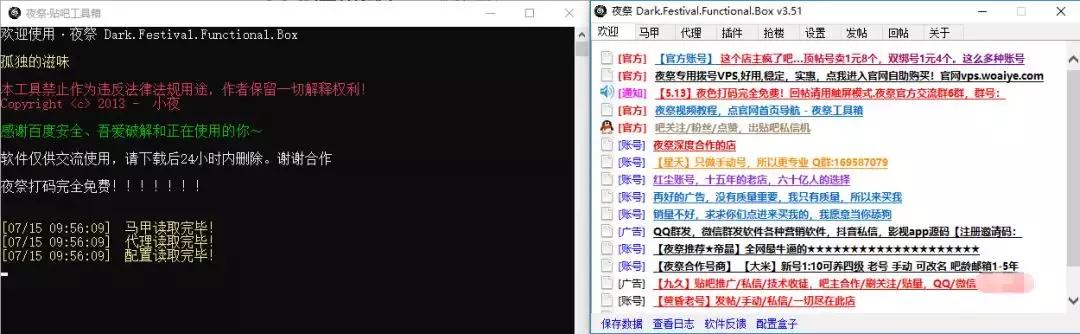 夜祭-贴吧工具箱
欢迎使用·夜祭 Dark.Festival.Functional.Box
孤独的滋味
本工具禁止作为违反法律法规用途，作者保留一切解释权利!
Copyright <c> 2013 - 小夜
感谢百度安全、吾爱破解和正在使用的你~
软件仅供交流使用，请下载后24小时内删除。谢谢合作
夜祭打码完全免费!!!!!!!
[07/15 09:56:09] 马甲读取完毕!
[07/15 09:56:09] 代理读取完毕!
[07/15 09:56:09] 配置读取完毕!
夜祭 Dark.Festival.Functional.Box v3.51
欢迎 马甲 代理 插件 抢楼 设置 发帖 回帖 关于
[官方] 【官方账号】 这个店主疯了吧...顶帖号卖1元8个，双绑号1元4个。这么多种账号
[官方] 夜祭专用拨号VPS,好用,稳定，实惠，点我进入官网自助购买! 官网vps.woaiye.com
[通知] 【5.13】夜色打码完全免费! 回帖请用触屏模式.夜祭官方交流群6群，群号:
[官方] 夜祭视频教程，点官网首页导航 - 夜祭工具箱
[官方] 吧关注/粉丝/点赞，出贴吧私信机
[账号] 夜祭深度合作的店
[账号] 【星天】只做手动号，所以更专业 Q群:169587079
[账号] 红尘账号，十五年的老店，六十亿人的选择
[账号] 再好的广告，没有质量重要，我只有质量，所以来买我
[账号] 销量不好，求求你们点进来买我的，我愿意当你舔狗
[广告] QQ群发，微信群发软件各种营销软件，抖音私信，影视app源码【注册邀请码:
[账号] 【夜祭推荐★帝品】全网最牛逼的★★★★★★★★★★★★★★★★★★★★
[账号] 【夜祭合作号商】 【大米】新号1:10可养四级 老号 手动 可改名 吧龄邮箱1-5年
[广告] 【九久】贴吧推广/私信/技术收徒，吧主合作/刷关注/贴量，QQ/微信
[账号] 【黄昏老号】发帖/手动/私信/一切尽在此店
保存数据 查看日志 软件反馈 配置盒子